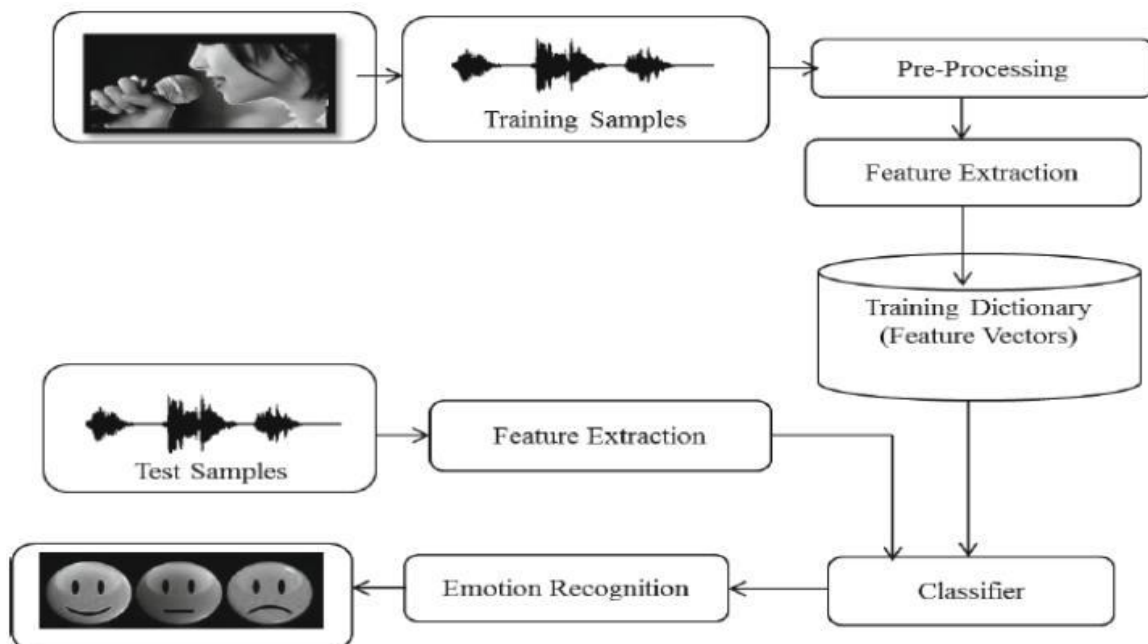 Training Samples
Pre-Processing
Feature Extraction
Training Dictionary
(Feature Vectors)
Test Samples
Feature Extraction
Emotion Recognition
Classifier